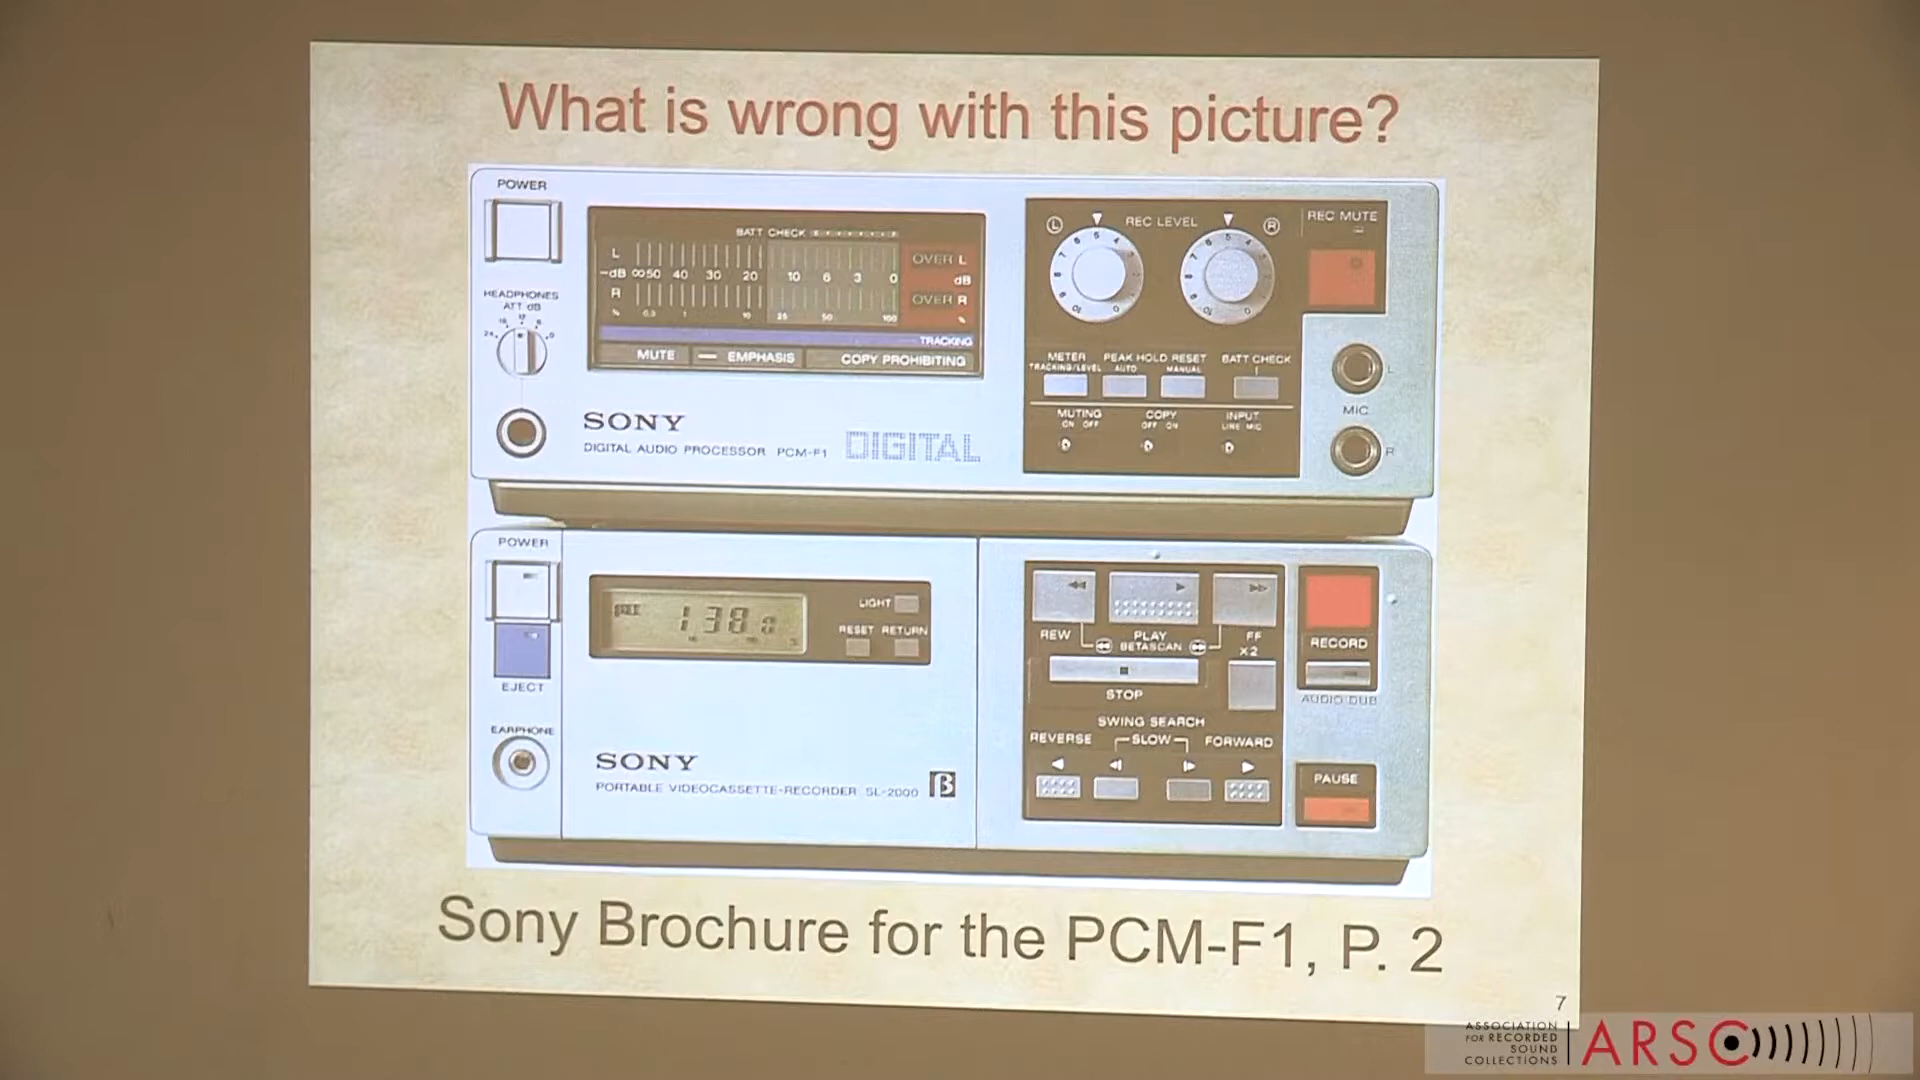 What is wrong with this picture?
POWER
BATT CHECK
L
-dB ∞ 50 40 30 20 10 6 3 0
OVER L
dB
R
OVER R
%
10 25 50 100
%
TRACKING
MUTE EMPHASIS COPY PROHIBITING
HEADPHONES
ATT dB
SONY
DIGITAL AUDIO PROCESSOR PCM-F1
DIGITAL
L REC LEVEL R
REC MUTE
METER PEAK HOLD RESET BATT CHECK
TRACKING/LEVEL AUTO MANUAL
MUTING COPY INPUT
ON OFF OFF ON LINE MIC
L
MIC
R
POWER
EJECT
EARPHONE
138
LIGHT
RESET RETURN
SONY
PORTABLE VIDEOCASSETTE-RECORDER SL-2000 β
REW PLAY FF
BETASCAN X2
STOP
RECORD
AUDIO DUB
SWING SEARCH
REVERSE SLOW FORWARD
PAUSE
Sony Brochure for the PCM-F1, P. 2
7
ASSOCIATION
FOR RECORDED
SOUND
COLLECTIONS
ARSC